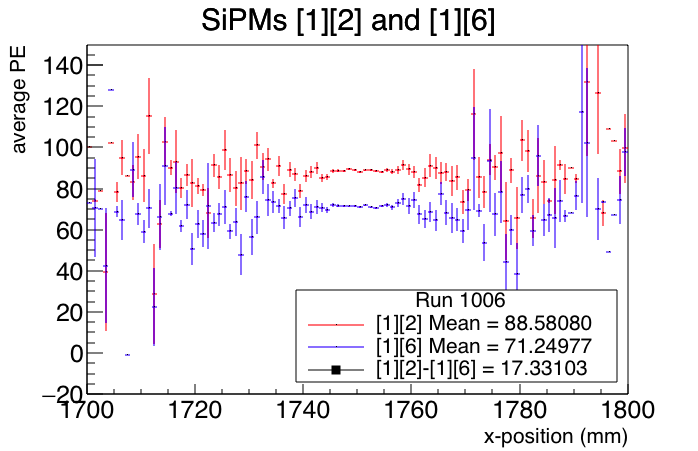 SiPMs [1][2] and [1][6]
average PE
140
120
100
80
60
40
20
0
−20
Run 1006
[1][2] Mean = 88.58080
[1][6] Mean = 71.24977
[1][2]-[1][6] = 17.33103
1700 1720 1740 1760 1780 1800
x-position (mm)